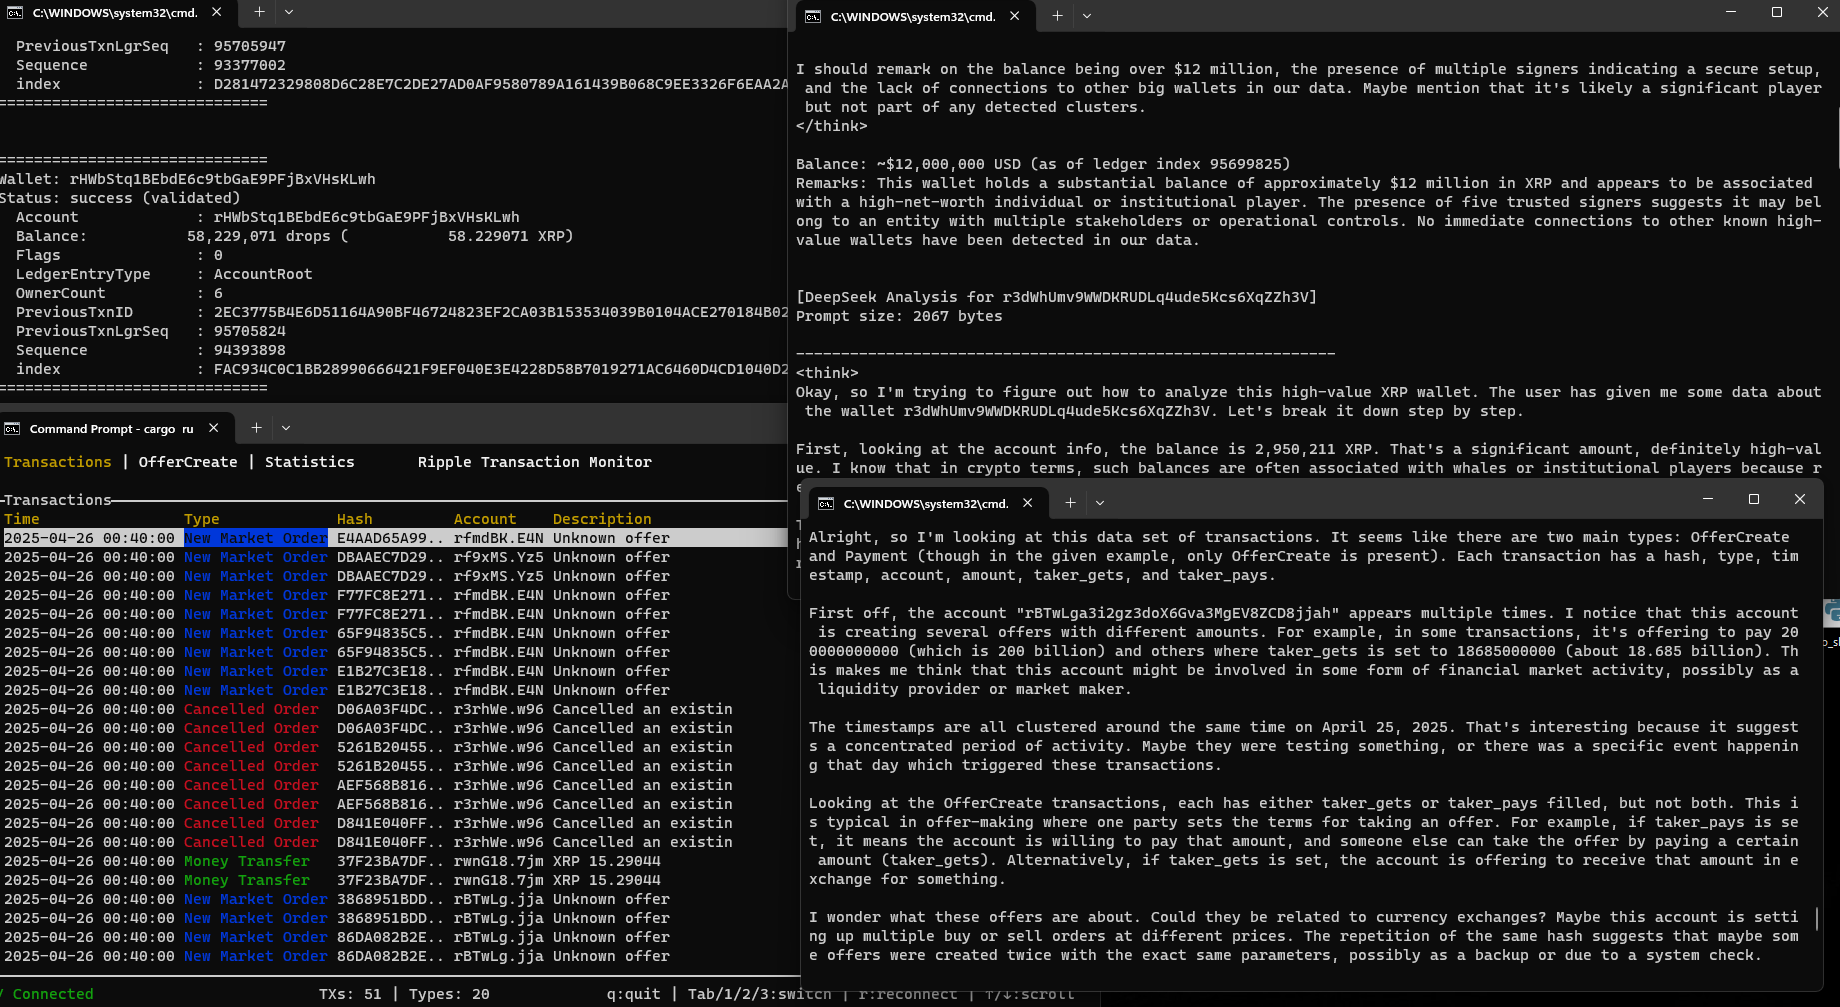 C:\WINDOWS\system32\cmd.
PreviousTxnLgrSeq : 95705947
Sequence : 93377002
index : D281472329808D6C28E7C2DE27AD0AF9580789A161439B068C9EE3326F6EAA2A
==============================
==============================
Wallet: rHWbStq1BEbdE6c9tbGaE9PFjBxVHsKLwh
Status: success (validated)
Account : rHWbStq1BEbdE6c9tbGaE9PFjBxVHsKLwh
Balance: 58,229,071 drops ( 58.229071 XRP)
Flags : 0
LedgerEntryType : AccountRoot
OwnerCount : 6
PreviousTxnID : 2EC3775B4E6D51164A90BF46724823EF2CA03B153534039B0104ACE270184B02
PreviousTxnLgrSeq : 95705824
Sequence : 94393898
index : FAC934C0C1BB28990666421F9EF040E3E4228D58B7019271AC6460D4CD1040D2
==============================
Command Prompt - cargo ru
Transactions | OfferCreate | Statistics Ripple Transaction Monitor
Transactions
Time Type Hash Account Description
2025-04-26 00:40:00 New Market Order E4AAD65A99.. rfmdBK.E4N Unknown offer
2025-04-26 00:40:00 New Market Order DBAAEC7D29.. rf9xMS.Yz5 Unknown offer
2025-04-26 00:40:00 New Market Order DBAAEC7D29.. rf9xMS.Yz5 Unknown offer
2025-04-26 00:40:00 New Market Order F77FC8E271.. rfmdBK.E4N Unknown offer
2025-04-26 00:40:00 New Market Order F77FC8E271.. rfmdBK.E4N Unknown offer
2025-04-26 00:40:00 New Market Order 65F94835C5.. rfmdBK.E4N Unknown offer
2025-04-26 00:40:00 New Market Order 65F94835C5.. rfmdBK.E4N Unknown offer
2025-04-26 00:40:00 New Market Order E1B27C3E18.. rfmdBK.E4N Unknown offer
2025-04-26 00:40:00 New Market Order E1B27C3E18.. rfmdBK.E4N Unknown offer
2025-04-26 00:40:00 Cancelled Order D06A03F4DC.. r3rhWe.w96 Cancelled an existin
2025-04-26 00:40:00 Cancelled Order D06A03F4DC.. r3rhWe.w96 Cancelled an existin
2025-04-26 00:40:00 Cancelled Order 5261B20455.. r3rhWe.w96 Cancelled an existin
2025-04-26 00:40:00 Cancelled Order 5261B20455.. r3rhWe.w96 Cancelled an existin
2025-04-26 00:40:00 Cancelled Order AEF568B816.. r3rhWe.w96 Cancelled an existin
2025-04-26 00:40:00 Cancelled Order AEF568B816.. r3rhWe.w96 Cancelled an existin
2025-04-26 00:40:00 Cancelled Order D841E040FF.. r3rhWe.w96 Cancelled an existin
2025-04-26 00:40:00 Cancelled Order D841E040FF.. r3rhWe.w96 Cancelled an existin
2025-04-26 00:40:00 Money Transfer 37F23BA7DF.. rwnG18.7jm XRP 15.29044
2025-04-26 00:40:00 Money Transfer 37F23BA7DF.. rwnG18.7jm XRP 15.29044
2025-04-26 00:40:00 New Market Order 3868951BDD.. rBTwLg.jja Unknown offer
2025-04-26 00:40:00 New Market Order 3868951BDD.. rBTwLg.jja Unknown offer
2025-04-26 00:40:00 New Market Order 86DA082B2E.. rBTwLg.jja Unknown offer
2025-04-26 00:40:00 New Market Order 86DA082B2E.. rBTwLg.jja Unknown offer
Connected TXs: 51 | Types: 20 q:quit | Tab/1/2/3:switch | r:reconnect | ↑/↓:scroll
C:\WINDOWS\system32\cmd.
I should remark on the balance being over $12 million, the presence of multiple signers indicating a secure setup,
and the lack of connections to other big wallets in our data. Maybe mention that it's likely a significant player
but not part of any detected clusters.
</think>
Balance: ~$12,000,000 USD (as of ledger index 95699825)
Remarks: This wallet holds a substantial balance of approximately $12 million in XRP and appears to be associated
with a high-net-worth individual or institutional player. The presence of five trusted signers suggests it may bel
ong to an entity with multiple stakeholders or operational controls. No immediate connections to other known high-
value wallets have been detected in our data.
[DeepSeek Analysis for r3dWhUmv9WWDKRUDLq4ude5Kcs6XqZZh3V]
Prompt size: 2067 bytes
------------------------------------------------------------
<think>
Okay, so I'm trying to figure out how to analyze this high-value XRP wallet. The user has given me some data about
the wallet r3dWhUmv9WWDKRUDLq4ude5Kcs6XqZZh3V. Let's break it down step by step.
First, looking at the account info, the balance is 2,950,211 XRP. That's a significant amount, definitely high-val
ue. I know that in crypto terms, such balances are often associated with whales or institutional players because r
C:\WINDOWS\system32\cmd.
Alright, so I'm looking at this data set of transactions. It seems like there are two main types: OfferCreate
and Payment (though in the given example, only OfferCreate is present). Each transaction has a hash, type, tim
estamp, account, amount, taker_gets, and taker_pays.
First off, the account "rBTwLga3i2gz3doX6Gva3MgEV8ZCD8jjah" appears multiple times. I notice that this account
is creating several offers with different amounts. For example, in some transactions, it's offering to pay 20
0000000000 (which is 200 billion) and others where taker_gets is set to 18685000000 (about 18.685 billion). Th
is makes me think that this account might be involved in some form of financial market activity, possibly as a
liquidity provider or market maker.
The timestamps are all clustered around the same time on April 25, 2025. That's interesting because it suggest
s a concentrated period of activity. Maybe they were testing something, or there was a specific event happenin
g that day which triggered these transactions.
Looking at the OfferCreate transactions, each has either taker_gets or taker_pays filled, but not both. This i
s typical in offer-making where one party sets the terms for taking an offer. For example, if taker_pays is se
t, it means the account is willing to pay that amount, and someone else can take the offer by paying a certain
amount (taker_gets). Alternatively, if taker_gets is set, the account is offering to receive that amount in e
xchange for something.
I wonder what these offers are about. Could they be related to currency exchanges? Maybe this account is setti
ng up multiple buy or sell orders at different prices. The repetition of the same hash suggests that maybe som
e offers were created twice with the exact same parameters, possibly as a backup or due to a system check.